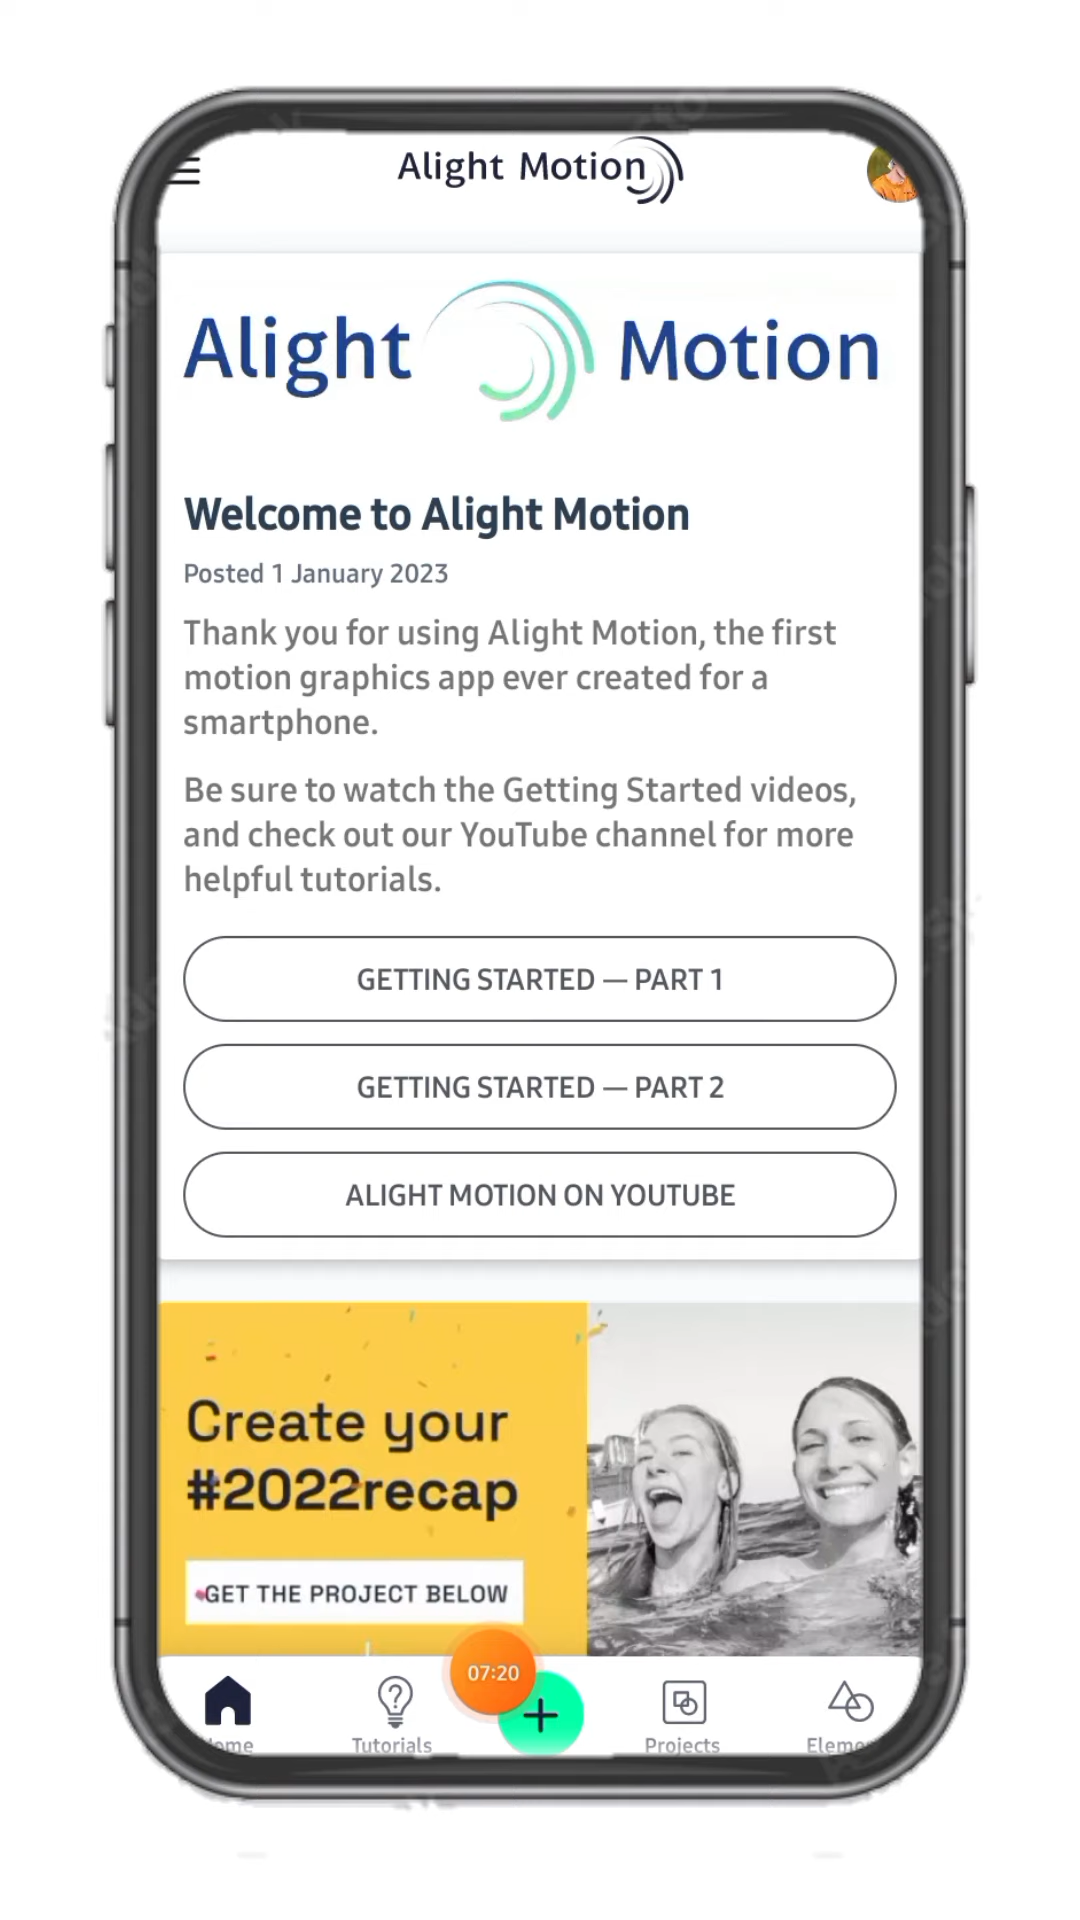 Alight Motion
Alight Motion
Welcome to Alight Motion
Posted 1 January 2023
Thank you for using Alight Motion, the first
motion graphics app ever created for a
smartphone.
Be sure to watch the Getting Started videos,
and check out our YouTube channel for more
helpful tutorials.
GETTING STARTED — PART 1
GETTING STARTED — PART 2
ALIGHT MOTION ON YOUTUBE
Create your
#2022recap
GET THE PROJECT BELOW
07:20
ome Tutorials Projects Eleme